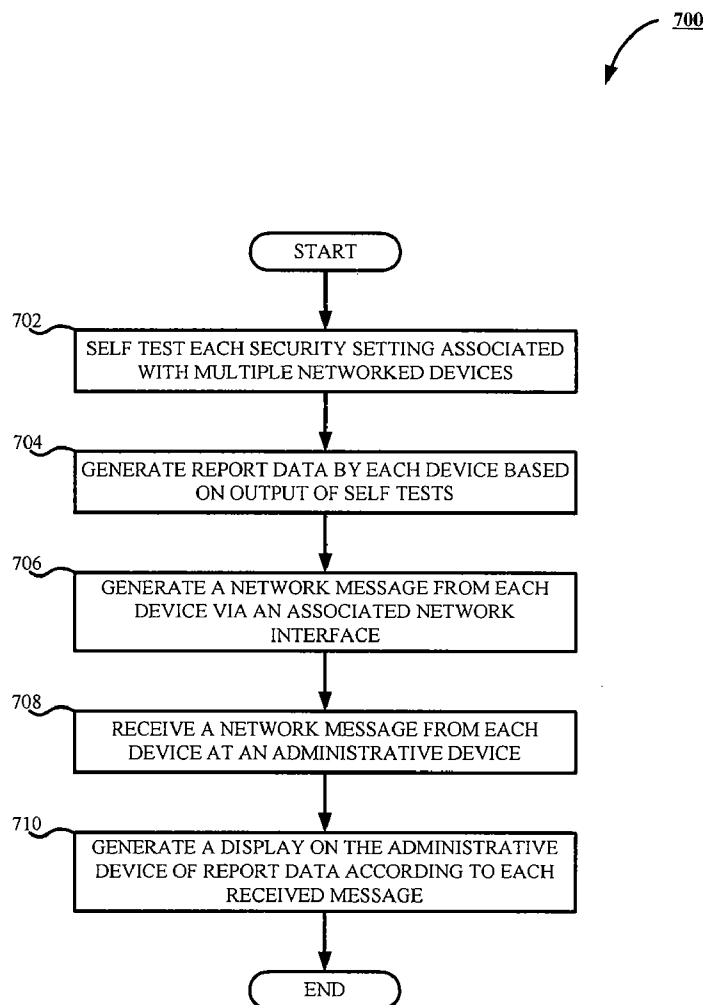 700
START
702
SELF TEST EACH SECURITY SETTING ASSOCIATED
WITH MULTIPLE NETWORKED DEVICES
704
GENERATE REPORT DATA BY EACH DEVICE BASED
ON OUTPUT OF SELF TESTS
706
GENERATE A NETWORK MESSAGE FROM EACH
DEVICE VIA AN ASSOCIATED NETWORK
INTERFACE
708
RECEIVE A NETWORK MESSAGE FROM EACH
DEVICE AT AN ADMINISTRATIVE DEVICE
710
GENERATE A DISPLAY ON THE ADMINISTRATIVE
DEVICE OF REPORT DATA ACCORDING TO EACH
RECEIVED MESSAGE
END